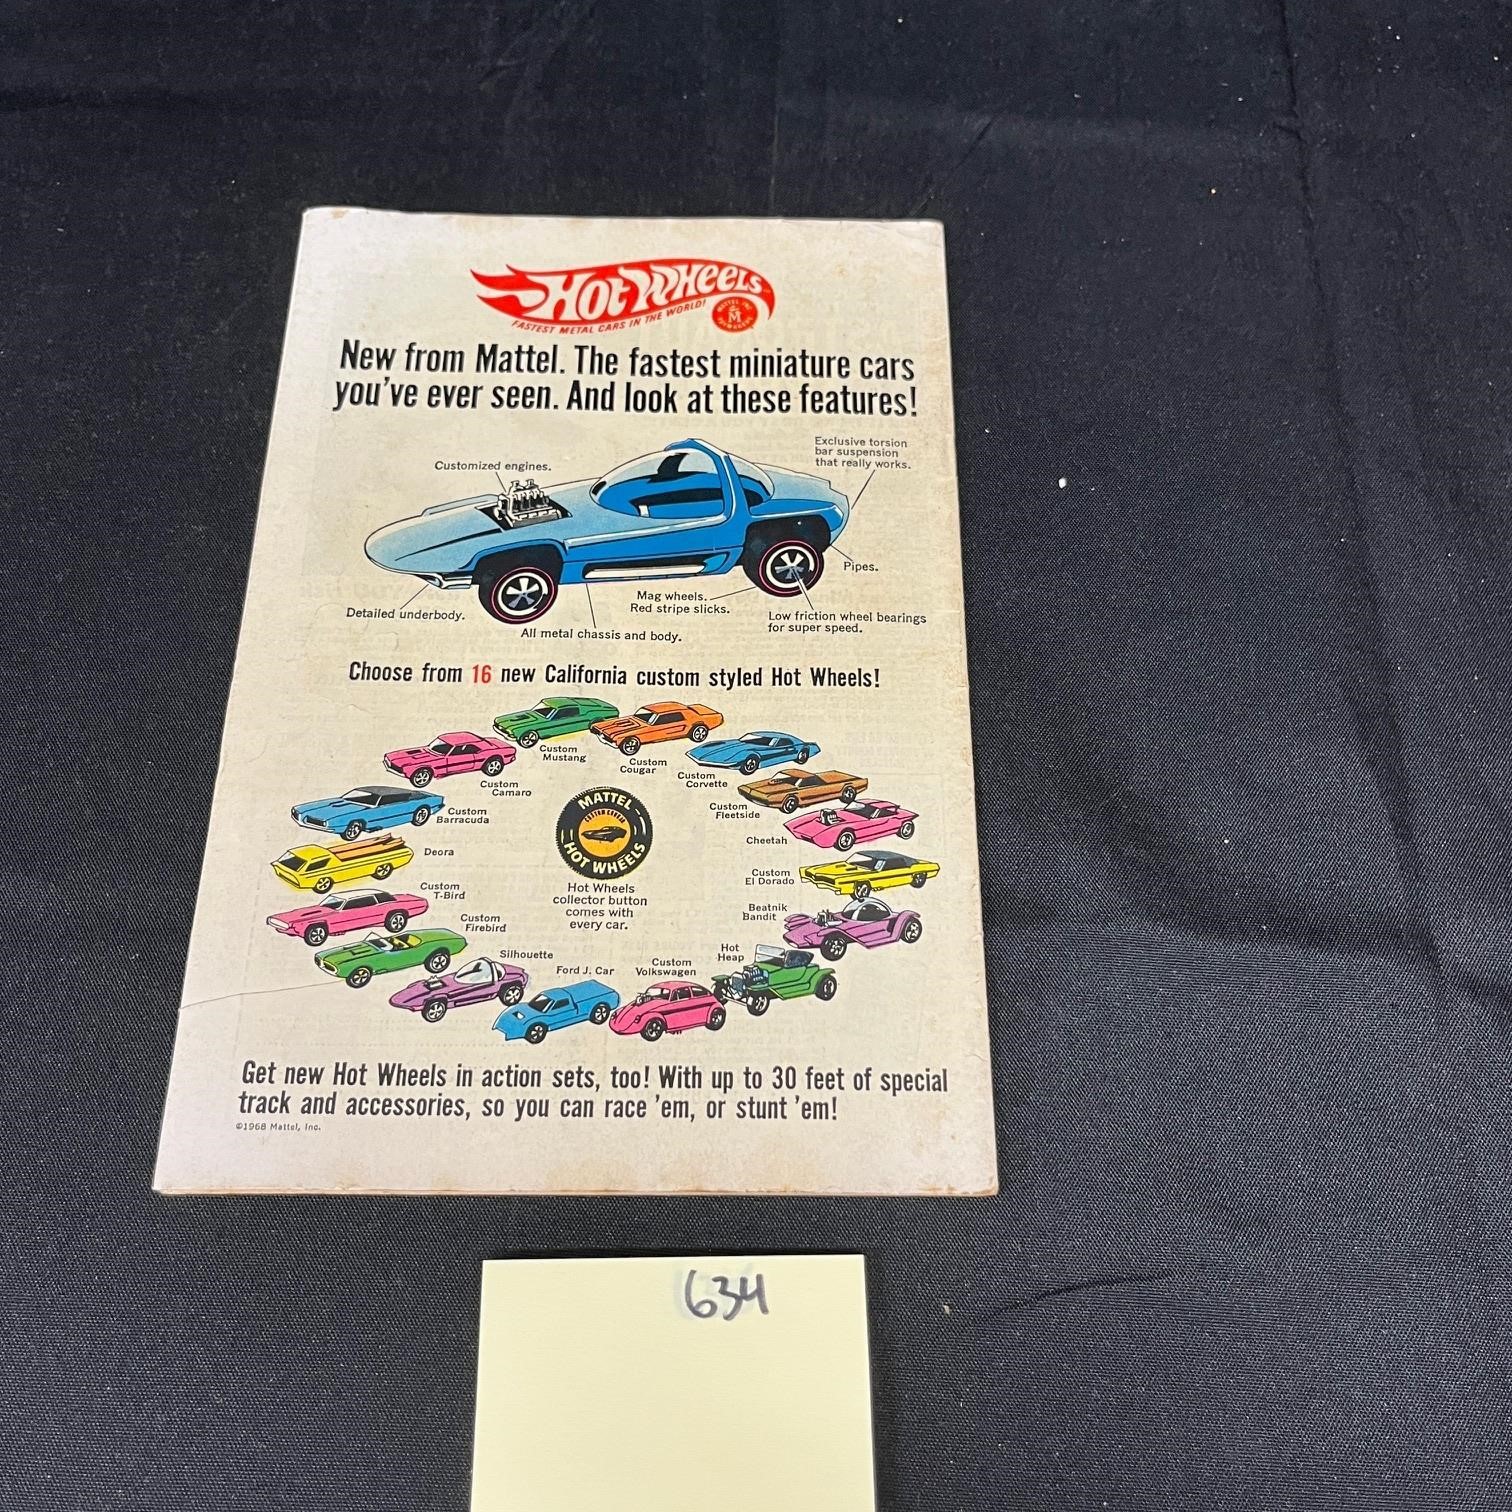 Hot Wheels
FASTEST METAL CARS IN THE WORLD!
M
New from Mattel. The fastest miniature cars
you've ever seen. And look at these features!
Customized engines.
Exclusive torsion
bar suspension
that really works.
Pipes.
Mag wheels.
Red stripe slicks.
Low friction wheel bearings
for super speed.
Detailed underbody.
All metal chassis and body.
Choose from 16 new California custom styled Hot Wheels!
Custom
Mustang
Custom
Cougar
Custom
Camaro
Custom
Corvette
Custom
Barracuda
Custom
Fleetside
Cheetah
Deora
Custom
El Dorado
Custom
T-Bird
Beatnik
Bandit
Custom
Firebird
Silhouette
Hot
Heap
Ford J. Car
Custom
Volkswagen
MATTEL
CUSTOM COUGAR
HOT WHEELS
Hot Wheels
collector button
comes with
every car.
Get new Hot Wheels in action sets, too! With up to 30 feet of special
track and accessories, so you can race 'em, or stunt 'em!
©1968 Mattel, Inc.
634